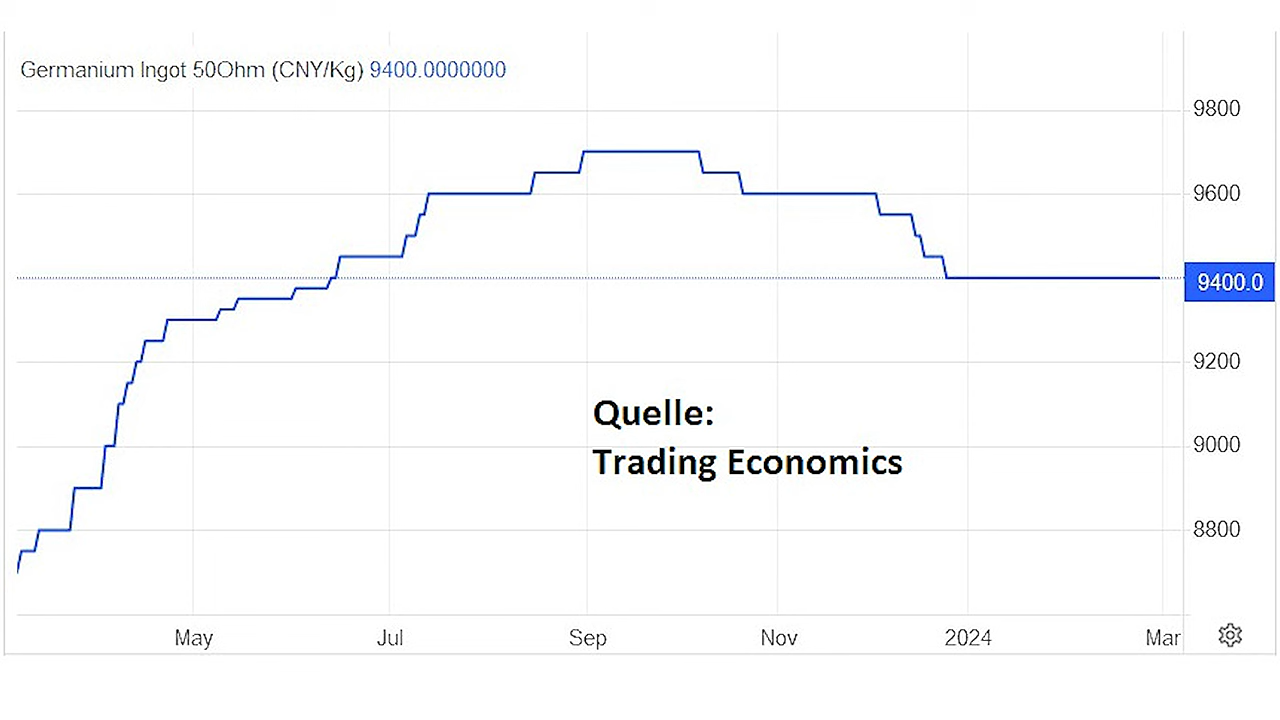 Germanium Ingot 50Ohm (CNY/Kg) 9400.0000000
9800
9600
9400.0
9200
Quelle:
Trading Economics
9000
8800
May Jul Sep Nov 2024 Mar